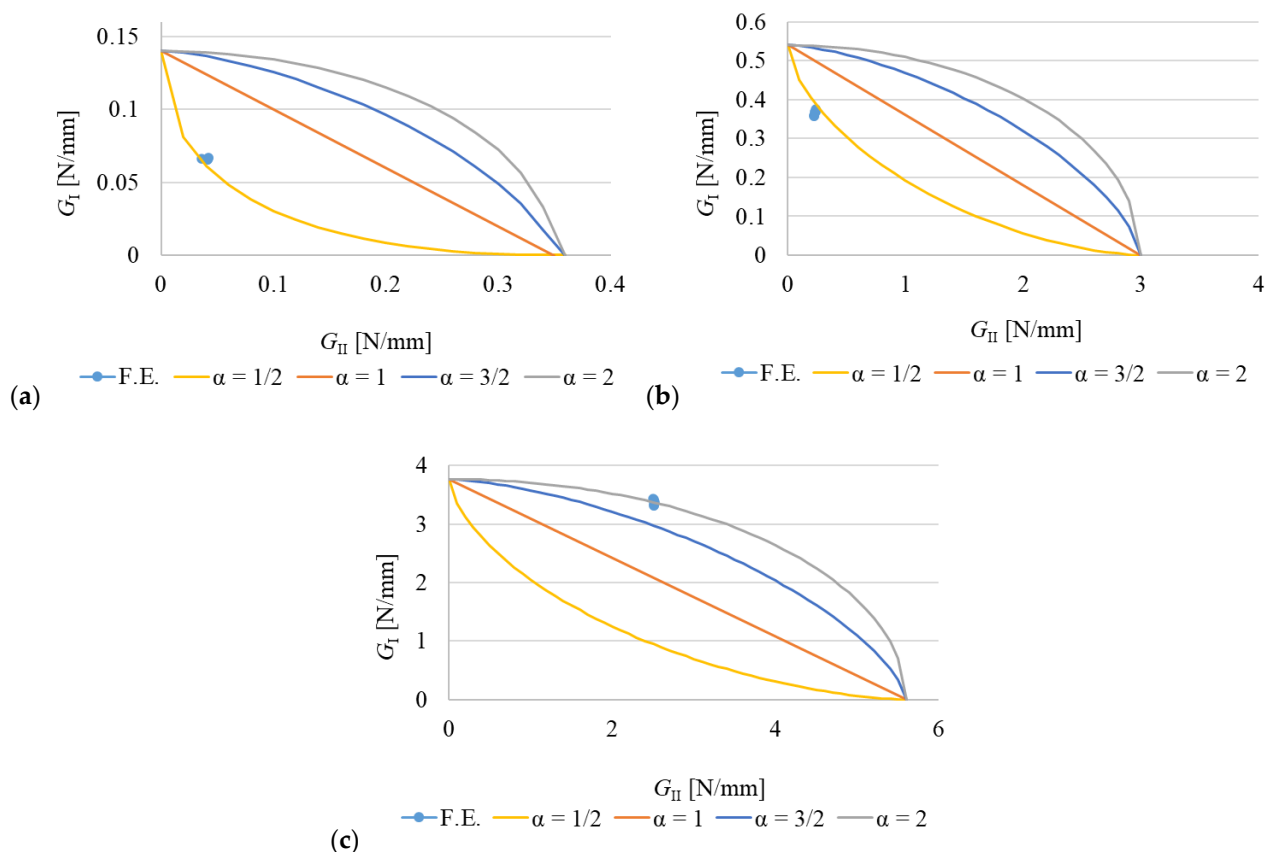 0.15
0.1
0.05
0
G_I [N/mm]
0 0.1 0.2 0.3 0.4
G_II [N/mm]
F.E. α = 1/2 α = 1 α = 3/2 α = 2
(a)
0.6
0.5
0.4
0.3
0.2
0.1
0
G_I [N/mm]
0 1 2 3 4
G_II [N/mm]
F.E. α = 1/2 α = 1 α = 3/2 α = 2
(b)
4
3
2
1
0
G_I [N/mm]
0 2 4 6
G_II [N/mm]
F.E. α = 1/2 α = 1 α = 3/2 α = 2
(c)